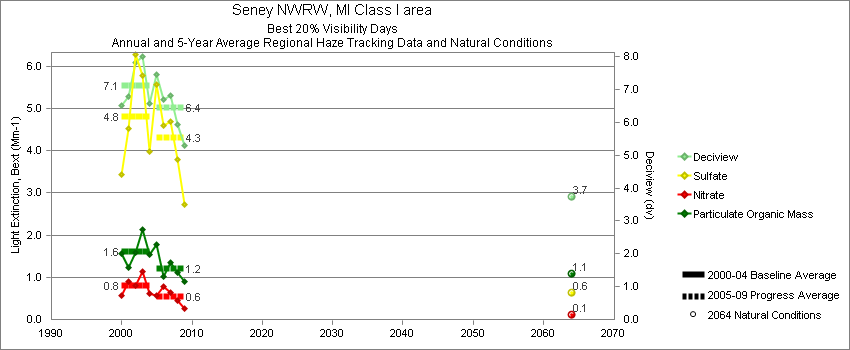 Seney NWRW, MI Class I area
Best 20% Visibility Days
Annual and 5-Year Average Regional Haze Tracking Data and Natural Conditions
Light Extinction, Bext (Mm-1)
6.0
5.0
4.0
3.0
2.0
1.0
0.0
7.1
4.8
6.4
4.3
1.6
1.2
0.8
0.6
3.7
1.1
0.6
0.1
8.0
7.0
6.0
5.0
4.0
3.0
2.0
1.0
0.0
Deciview (dv)
1990 2000 2010 2020 2030 2040 2050 2060 2070
Deciview
Sulfate
Nitrate
Particulate Organic Mass
2000-04 Baseline Average
2005-09 Progress Average
2064 Natural Conditions